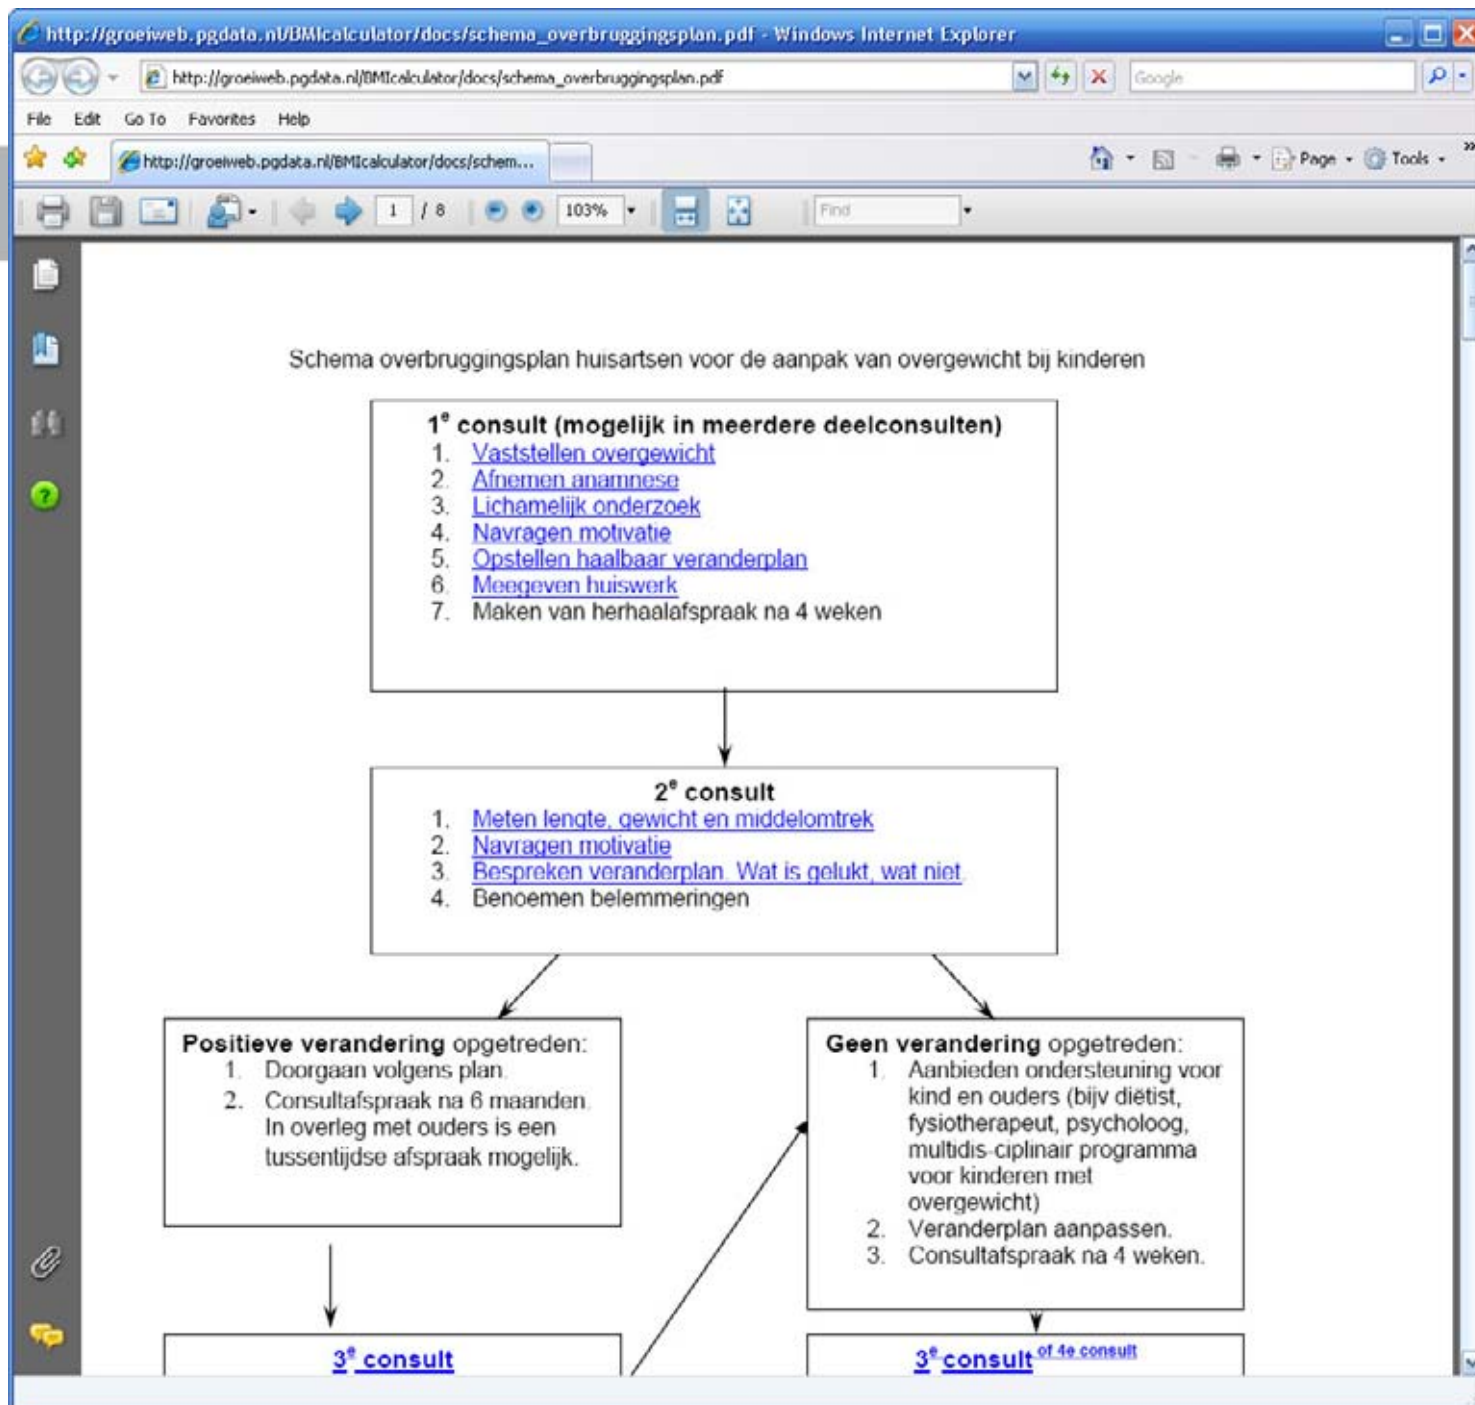 http://groeiweb.pgdata.nl/BMIcalculator/docs/schema_overbruggingsplan.pdf - Windows Internet Explorer
http://groeiweb.pgdata.nl/BMIcalculator/docs/schema_overbruggingsplan.pdf
Google
File Edit Go To Favorites Help
http://groeiweb.pgdata.nl/BMIcalculator/docs/schem...
Page Tools
1 / 8 103% Find
Schema overbruggingsplan huisartsen voor de aanpak van overgewicht bij kinderen
1e consult (mogelijk in meerdere deelconsulten)
1. Vaststellen overgewicht
2. Afnemen anamnese
3. Lichamelijk onderzoek
4. Navragen motivatie
5. Opstellen haalbaar veranderplan
6. Meegeven huiswerk
7. Maken van herhaalafspraak na 4 weken
2e consult
1. Meten lengte, gewicht en middelomtrek
2. Navragen motivatie
3. Bespreken veranderplan. Wat is gelukt, wat niet.
4. Benoemen belemmeringen
Positieve verandering opgetreden:
1. Doorgaan volgens plan.
2. Consultafspraak na 6 maanden.
In overleg met ouders is een
tussentijdse afspraak mogelijk.
Geen verandering opgetreden:
1. Aanbieden ondersteuning voor
kind en ouders (bijv diëtist,
fysiotherapeut, psycholoog,
multidis-ciplinair programma
voor kinderen met
overgewicht)
2. Veranderplan aanpassen.
3. Consultafspraak na 4 weken.
3e consult
3e consult of 4e consult